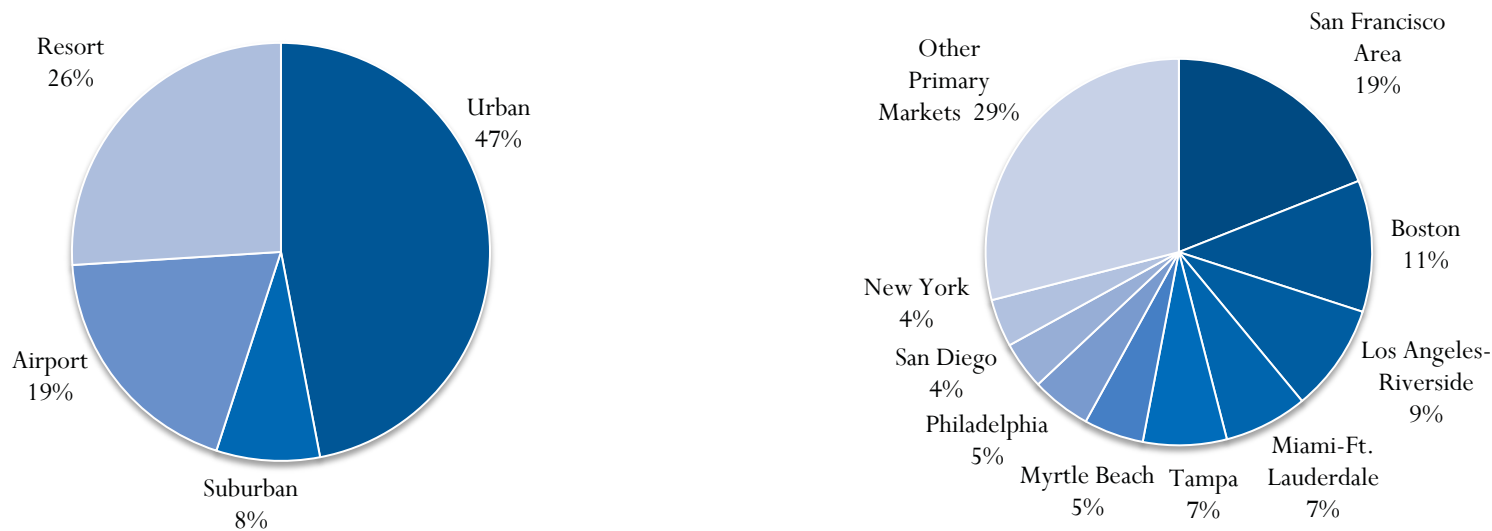 Resort
26%
Urban
47%
Airport
19%
Suburban
8%
San Francisco
Area
19%
Other
Primary
Markets 29%
Boston
11%
New York
4%
Los Angeles-
Riverside
9%
San Diego
4%
Philadelphia
5%
Miami-Ft.
Lauderdale
7%
Myrtle Beach
5%
Tampa
7%